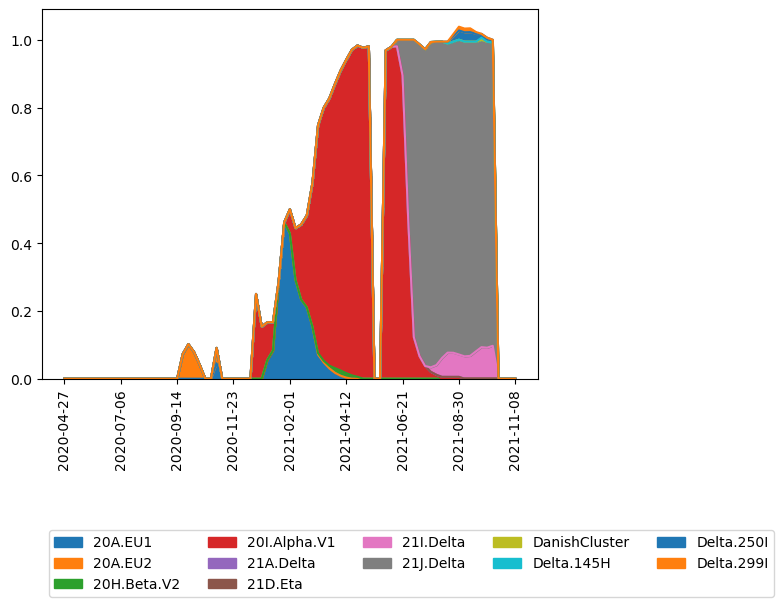 1.0
0.8
0.6
0.4
0.2
0.0
2020-04-27
2020-07-06
2020-09-14
2020-11-23
2021-02-01
2021-04-12
2021-06-21
2021-08-30
2021-11-08
20A.EU1
20A.EU2
20H.Beta.V2
20I.Alpha.V1
21A.Delta
21D.Eta
21I.Delta
21J.Delta
DanishCluster
Delta.145H
Delta.250I
Delta.299I